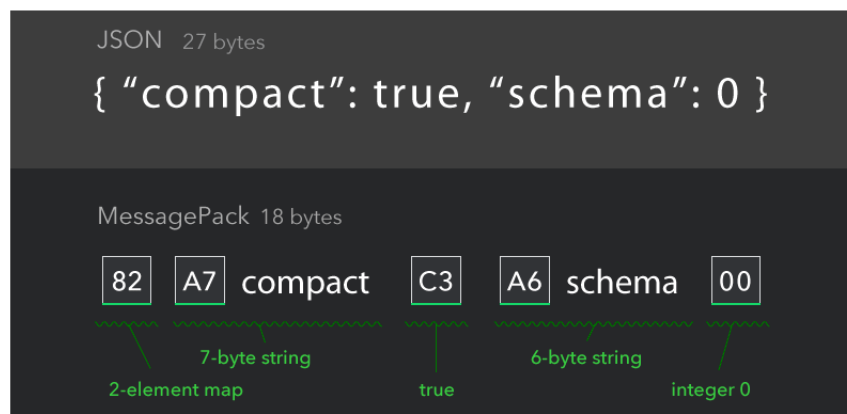 JSON 27 bytes
{ “compact”: true, “schema”: 0 }
MessagePack 18 bytes
82 A7 compact C3 A6 schema 00
7-byte string 6-byte string
2-element map true integer 0